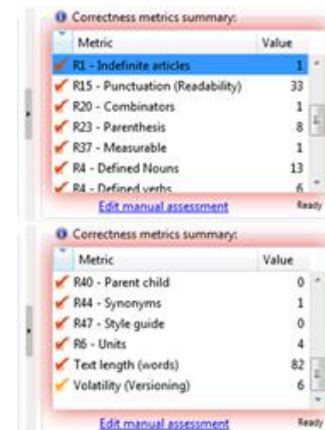 Correctness metrics summary:
Metric Value
R1 - Indefinite articles 1
R15 - Punctuation (Readability) 33
R20 - Combinators 1
R23 - Parenthesis 8
R37 - Measurable 1
R4 - Defined Nouns 13
R4 - Defined verbs 6
Edit manual assessment Ready
Correctness metrics summary:
Metric Value
R40 - Parent child 0
R44 - Synonyms 1
R47 - Style guide 0
R6 - Units 4
Text length (words) 82
Volatility (Versioning) 6
Edit manual assessment Ready